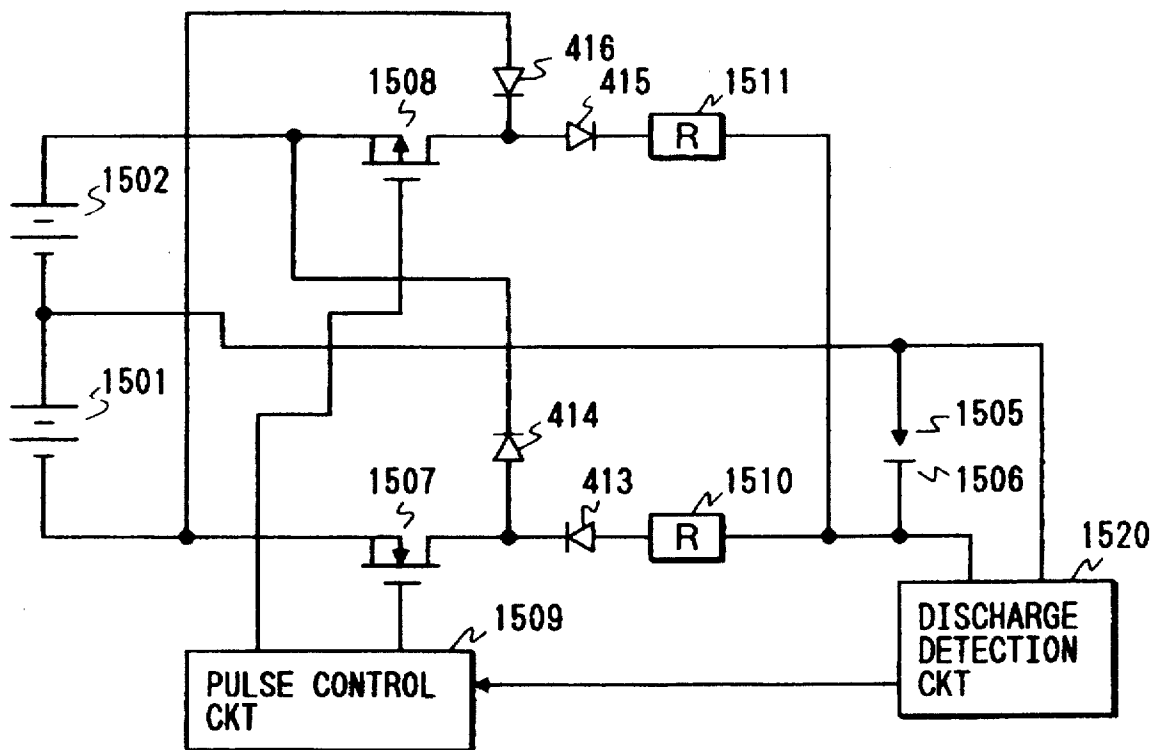 416
1508
415
1511
R
1502
1501
414
1505
1507
413
1510
1506
R
1520
1509
DISCHARGE
DETECTION
CKT
PULSE CONTROL
CKT